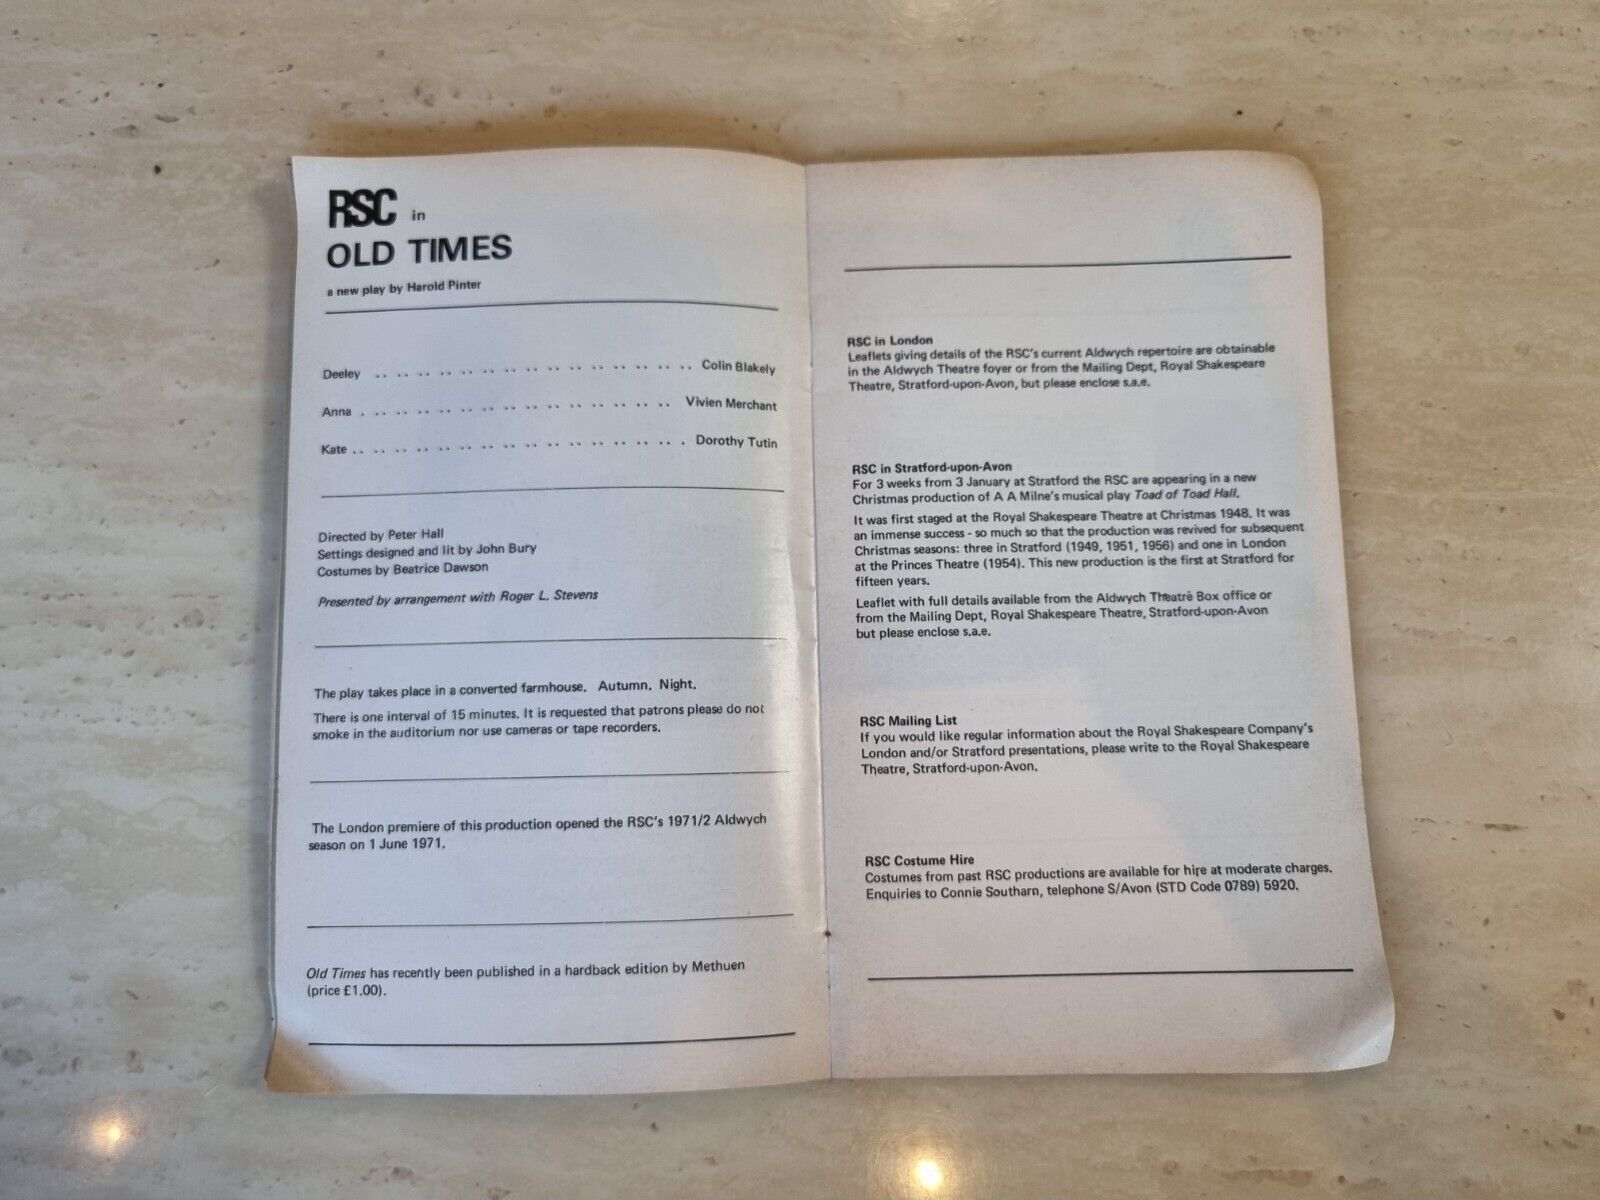 RSC in
OLD TIMES
a new play by Harold Pinter
Deeley .. .. .. .. .. .. .. .. .. .. .. .. .. .. .. Colin Blakely
Anna . .. .. .. .. .. .. .. .. .. .. .. .. .. .. Vivien Merchant
Kate .. .. .. .. .. .. .. .. .. .. .. .. .. .. .. . Dorothy Tutin
Directed by Peter Hall
Settings designed and lit by John Bury
Costumes by Beatrice Dawson
Presented by arrangement with Roger L. Stevens
The play takes place in a converted farmhouse. Autumn. Night.
There is one interval of 15 minutes. It is requested that patrons please do not
smoke in the auditorium nor use cameras or tape recorders.
The London premiere of this production opened the RSC's 1971/2 Aldwych
season on 1 June 1971.
Old Times has recently been published in a hardback edition by Methuen
(price £1.00).
RSC in London
Leaflets giving details of the RSC's current Aldwych repertoire are obtainable
in the Aldwych Theatre foyer or from the Mailing Dept, Royal Shakespeare
Theatre, Stratford-upon-Avon, but please enclose s.a.e.
RSC in Stratford-upon-Avon
For 3 weeks from 3 January at Stratford the RSC are appearing in a new
Christmas production of A A Milne's musical play Toad of Toad Hall.
It was first staged at the Royal Shakespeare Theatre at Christmas 1948. It was
an immense success - so much so that the production was revived for subsequent
Christmas seasons: three in Stratford (1949, 1951, 1956) and one in London
at the Princes Theatre (1954). This new production is the first at Stratford for
fifteen years.
Leaflet with full details available from the Aldwych Theatre Box office or
from the Mailing Dept, Royal Shakespeare Theatre, Stratford-upon-Avon
but please enclose s.a.e.
RSC Mailing List
If you would like regular information about the Royal Shakespeare Company's
London and/or Stratford presentations, please write to the Royal Shakespeare
Theatre, Stratford-upon-Avon.
RSC Costume Hire
Costumes from past RSC productions are available for hire at moderate charges.
Enquiries to Connie Southarn, telephone S/Avon (STD Code 0789) 5920.